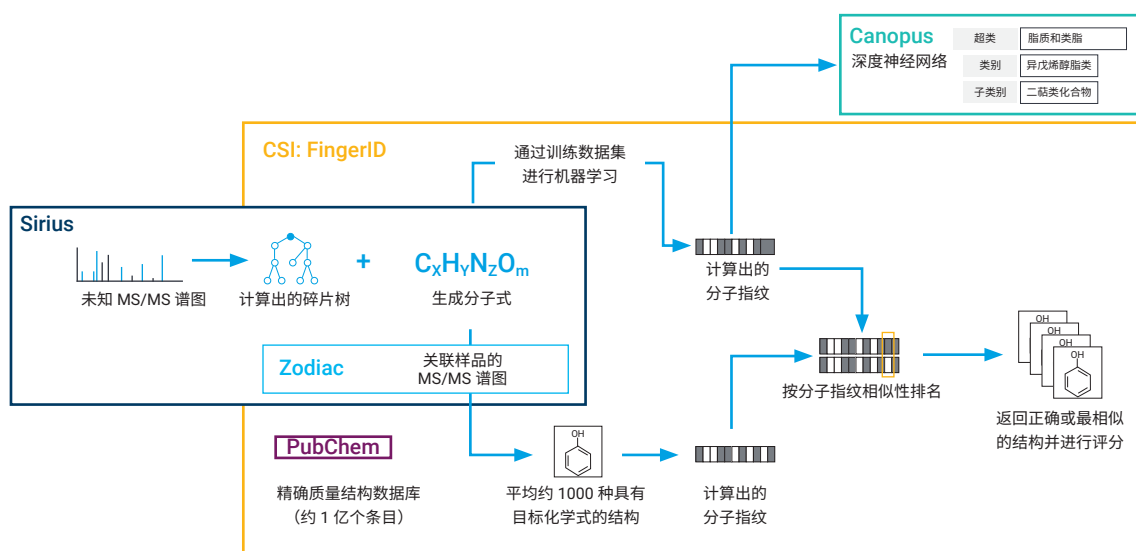 Canopus
深度神经网络
超类
脂质和类脂
类别
异戊烯醇脂类
子类别
二萜类化合物
CSI: FingerID
通过训练数据集
进行机器学习
Sirius
未知 MS/MS 谱图
计算出的碎片树
+
CXHYNZOm
生成分子式
计算出的
分子指纹
Zodiac
关联样品的
MS/MS 谱图
按分子指纹相似性排名
OH
OH
OH
OH
返回正确或最相似
的结构并进行评分
PubChem
精确质量结构数据库
（约 1 亿个条目）
OH
平均约 1000 种具有
目标化学式的结构
计算出的
分子指纹